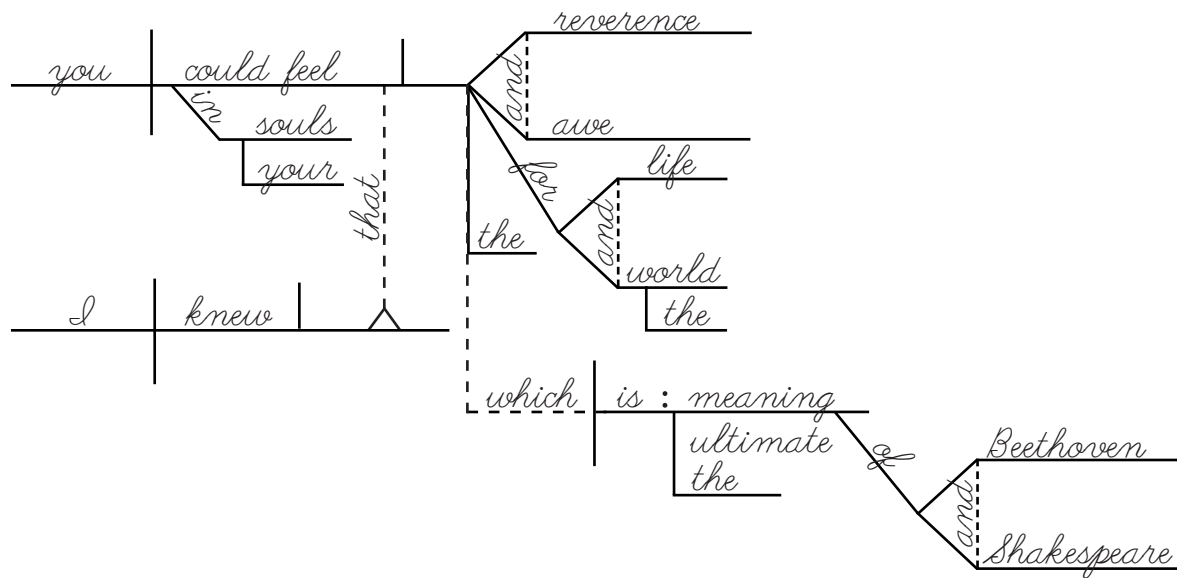 reverence
and
you could feel
in
souls
awe
your
life
for
that
and
the
world
the
I knew
which is : meaning
ultimate
of
Beethoven
the
and
Shakespeare